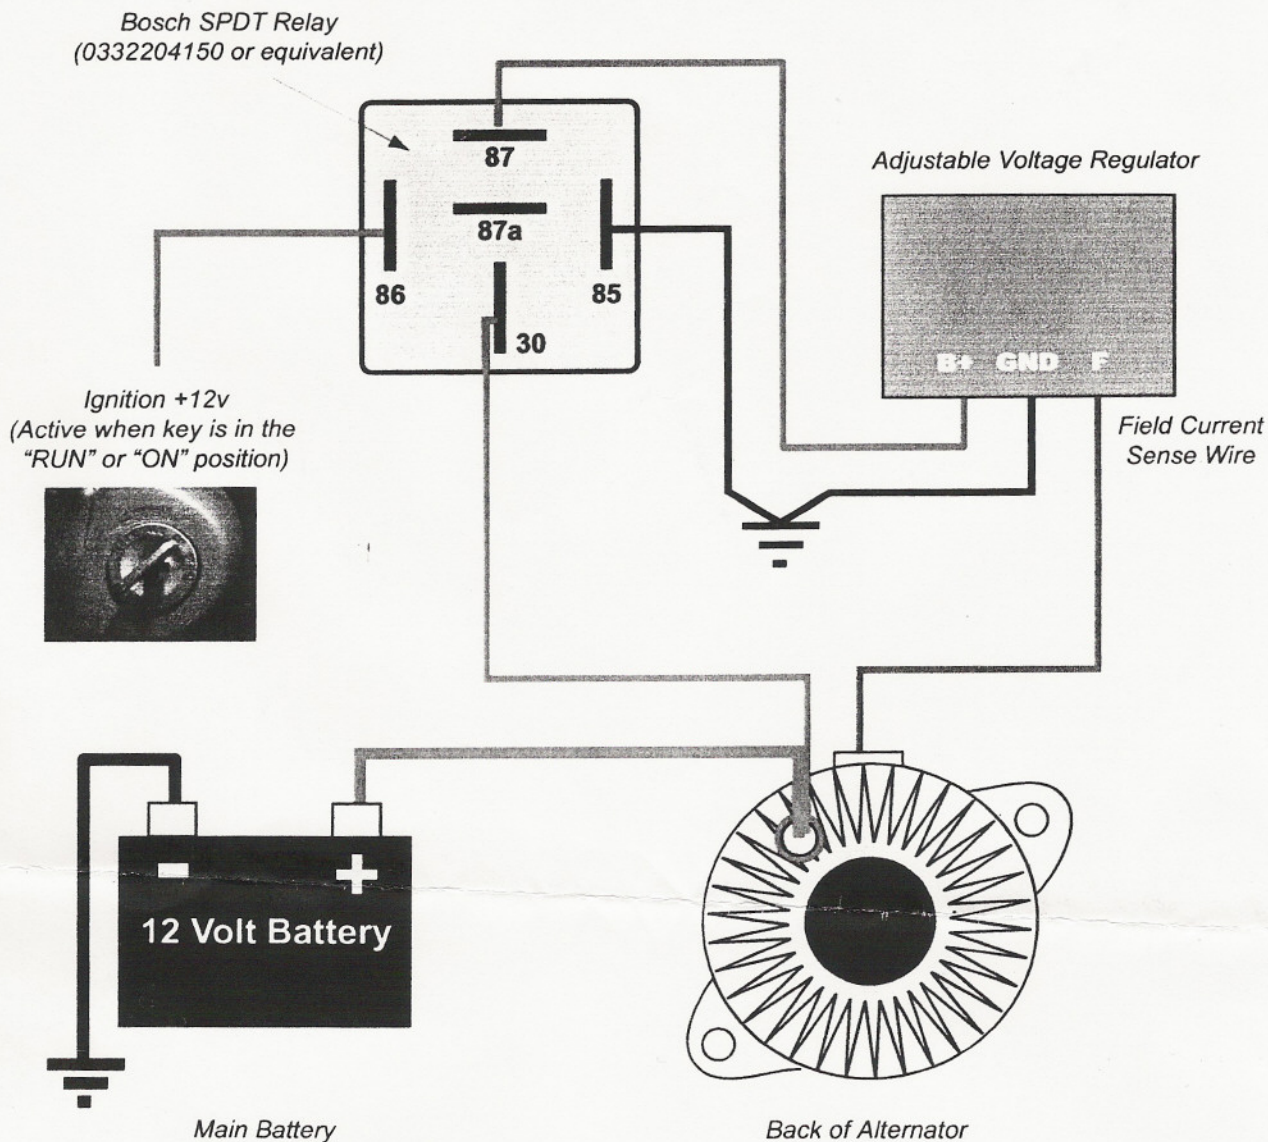 Bosch SPDT Relay
(0332204150 or equivalent)
87
87a
86
85
30
Adjustable Voltage Regulator
B+ GND F
Field Current
Sense Wire
Ignition +12v
(Active when key is in the
“RUN” or “ON” position)
- +
12 Volt Battery
Main Battery
Back of Alternator